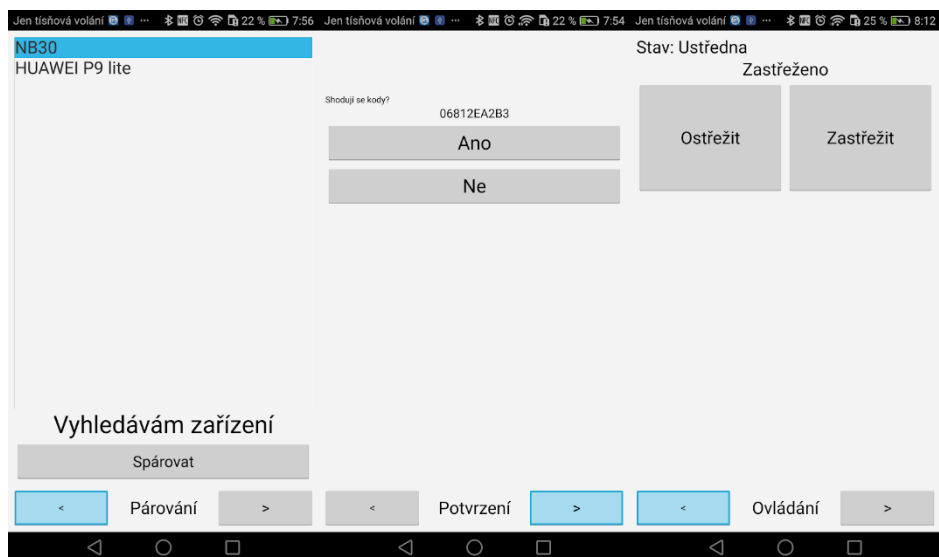 Jen tísňová volání ... 22 % 7:56
NB30
HUAWEI P9 lite
Vyhledávám zařízení
Spárovat
< Párování >
Jen tísňová volání ... 22 % 7:54
Shodují se kody?
06812EA2B3
Ano
Ne
< Potvrzení >
Jen tísňová volání ... 25 % 8:12
Stav: Ustředna
Zastřeženo
Ostřežit Zastřežit
< Ovládání >